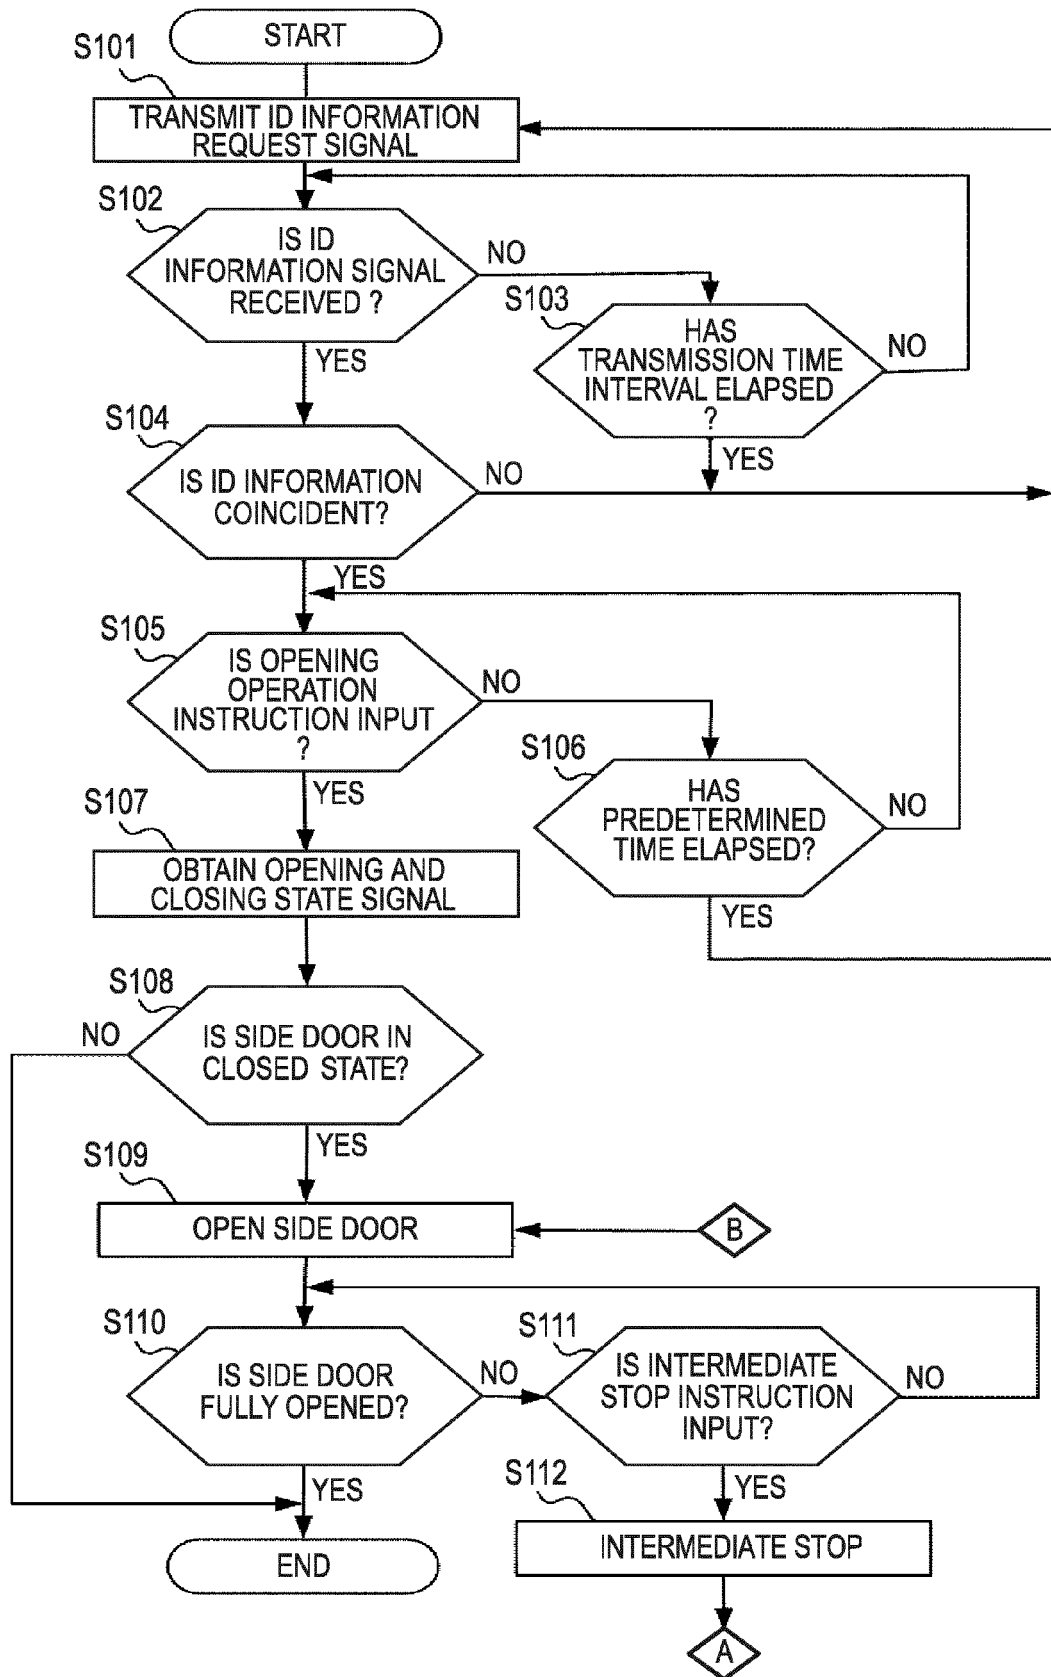 START
S101
TRANSMIT ID INFORMATION
REQUEST SIGNAL
S102
IS ID
INFORMATION SIGNAL
RECEIVED ?
NO
YES
S103
HAS
TRANSMISSION TIME
INTERVAL ELAPSED
?
NO
YES
S104
IS ID INFORMATION
COINCIDENT?
NO
YES
S105
IS OPENING
OPERATION
INSTRUCTION INPUT
?
NO
YES
S106
HAS
PREDETERMINED
TIME ELAPSED?
NO
YES
S107
OBTAIN OPENING AND
CLOSING STATE SIGNAL
S108
NO
IS SIDE DOOR IN
CLOSED STATE?
YES
S109
OPEN SIDE DOOR
B
S110
IS SIDE DOOR
FULLY OPENED?
NO
YES
S111
IS INTERMEDIATE
STOP INSTRUCTION
INPUT?
NO
YES
S112
INTERMEDIATE STOP
END
A